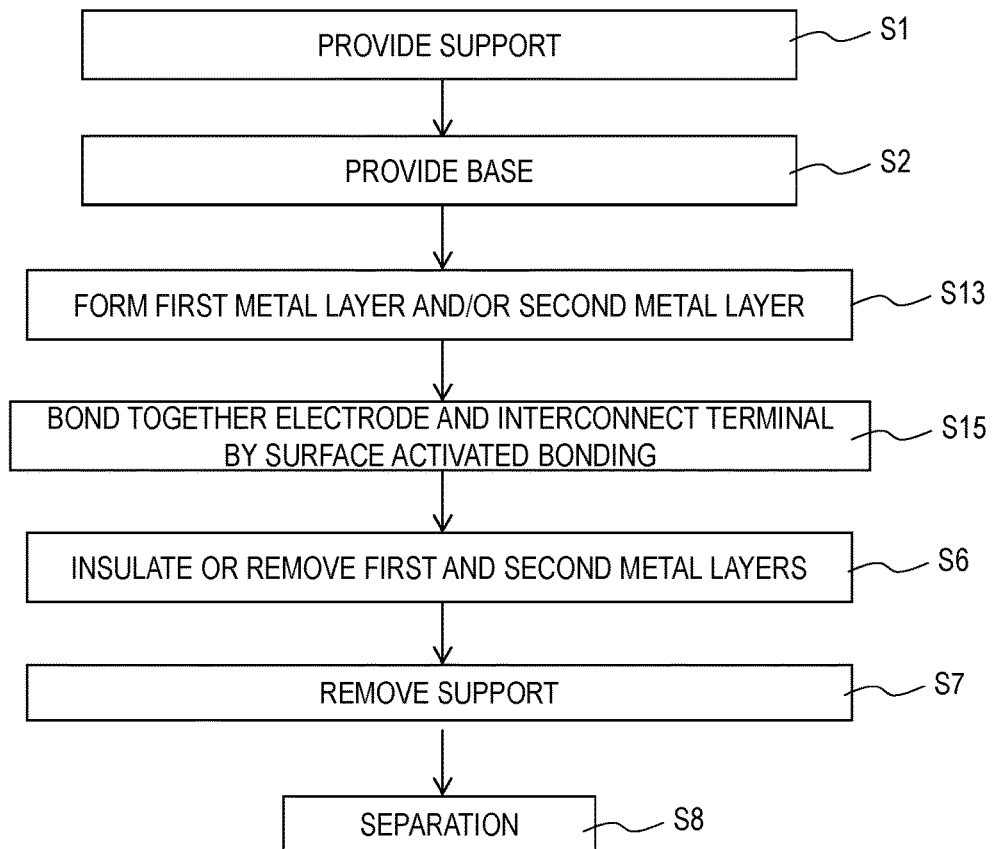 PROVIDE SUPPORT
S1
PROVIDE BASE
S2
FORM FIRST METAL LAYER AND/OR SECOND METAL LAYER
S13
BOND TOGETHER ELECTRODE AND INTERCONNECT TERMINAL
BY SURFACE ACTIVATED BONDING
S15
INSULATE OR REMOVE FIRST AND SECOND METAL LAYERS
S6
REMOVE SUPPORT
S7
SEPARATION
S8